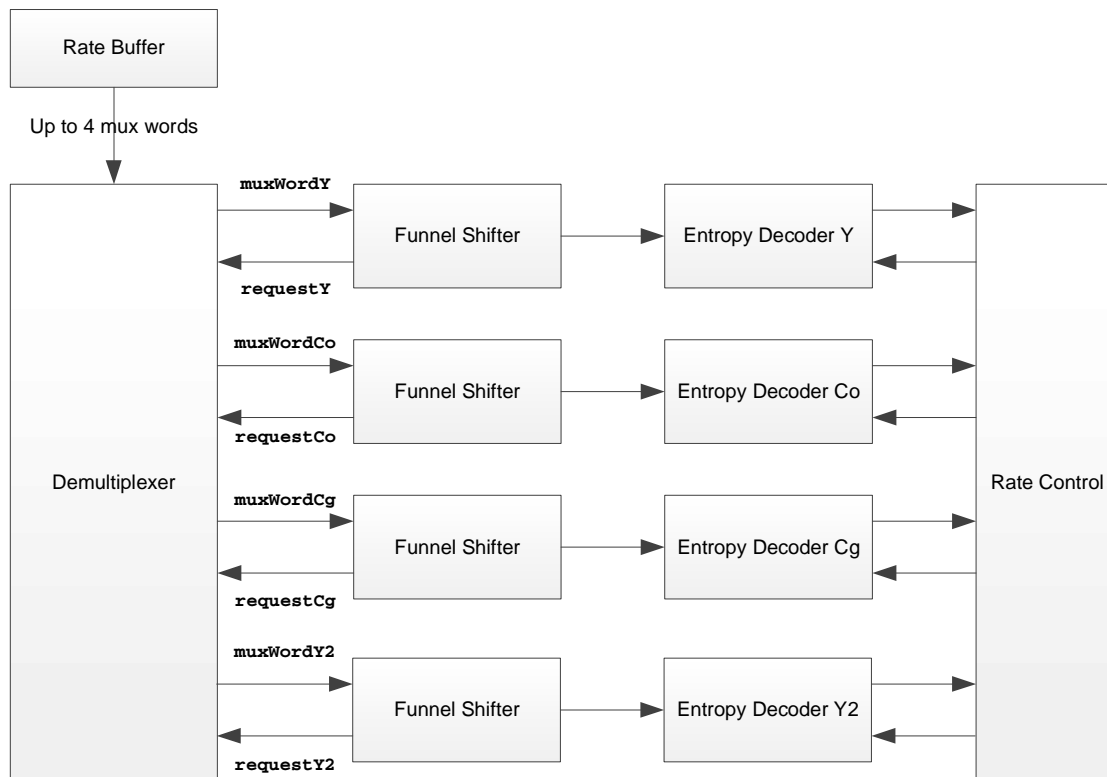 Rate Buffer
Up to 4 mux words
muxWordY
Funnel Shifter
Entropy Decoder Y
requestY
muxWordCo
Funnel Shifter
Entropy Decoder Co
requestCo
Demultiplexer
Rate Control
muxWordCg
Funnel Shifter
Entropy Decoder Cg
requestCg
muxWordY2
Funnel Shifter
Entropy Decoder Y2
requestY2